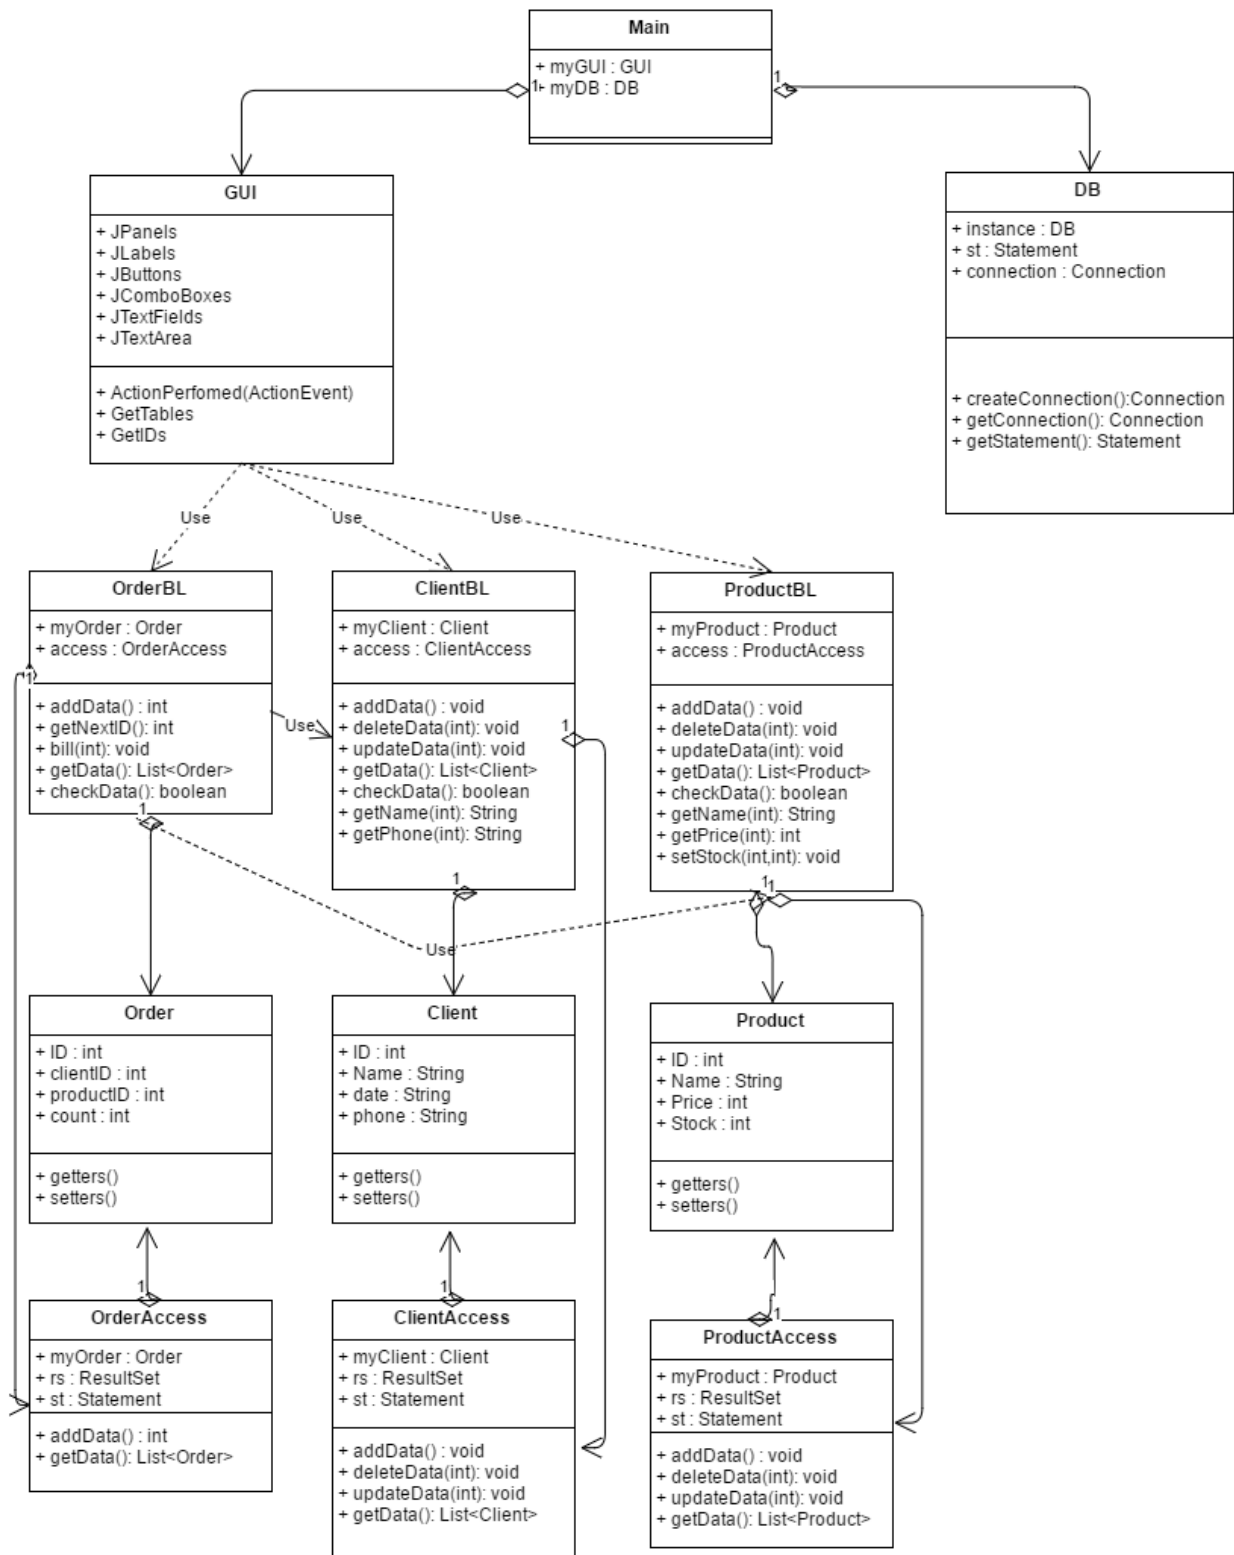 Main
+ myGUI : GUI
+ myDB : DB
1
1
GUI
+ JPanels
+ JLabels
+ JButtons
+ JComboBoxes
+ JTextFields
+ JTextArea
+ ActionPerfomed(ActionEvent)
+ GetTables
+ GetIDs
DB
+ instance : DB
+ st : Statement
+ connection : Connection
+ createConnection():Connection
+ getConnection(): Connection
+ getStatement(): Statement
Use
Use
Use
OrderBL
+ myOrder : Order
+ access : OrderAccess
1
+ addData() : int
+ getNextID(): int
+ bill(int): void
+ getData(): List<Order>
+ checkData(): boolean
1
Use
ClientBL
+ myClient : Client
+ access : ClientAccess
+ addData() : void
+ deleteData(int): void
+ updateData(int): void
+ getData(): List<Client>
+ checkData(): boolean
+ getName(int): String
+ getPhone(int): String
1
1
ProductBL
+ myProduct : Product
+ access : ProductAccess
+ addData() : void
+ deleteData(int): void
+ updateData(int): void
+ getData(): List<Product>
+ checkData(): boolean
+ getName(int): String
+ getPrice(int): int
+ setStock(int,int): void
1
1
Use
Order
+ ID : int
+ clientID : int
+ productID : int
+ count : int
+ getters()
+ setters()
Client
+ ID : int
+ Name : String
+ date : String
+ phone : String
+ getters()
+ setters()
Product
+ ID : int
+ Name : String
+ Price : int
+ Stock : int
+ getters()
+ setters()
1
OrderAccess
+ myOrder : Order
+ rs : ResultSet
+ st : Statement
+ addData() : int
+ getData(): List<Order>
1
ClientAccess
+ myClient : Client
+ rs : ResultSet
+ st : Statement
+ addData() : void
+ deleteData(int): void
+ updateData(int): void
+ getData(): List<Client>
1
ProductAccess
+ myProduct : Product
+ rs : ResultSet
+ st : Statement
+ addData() : void
+ deleteData(int): void
+ updateData(int): void
+ getData(): List<Product>